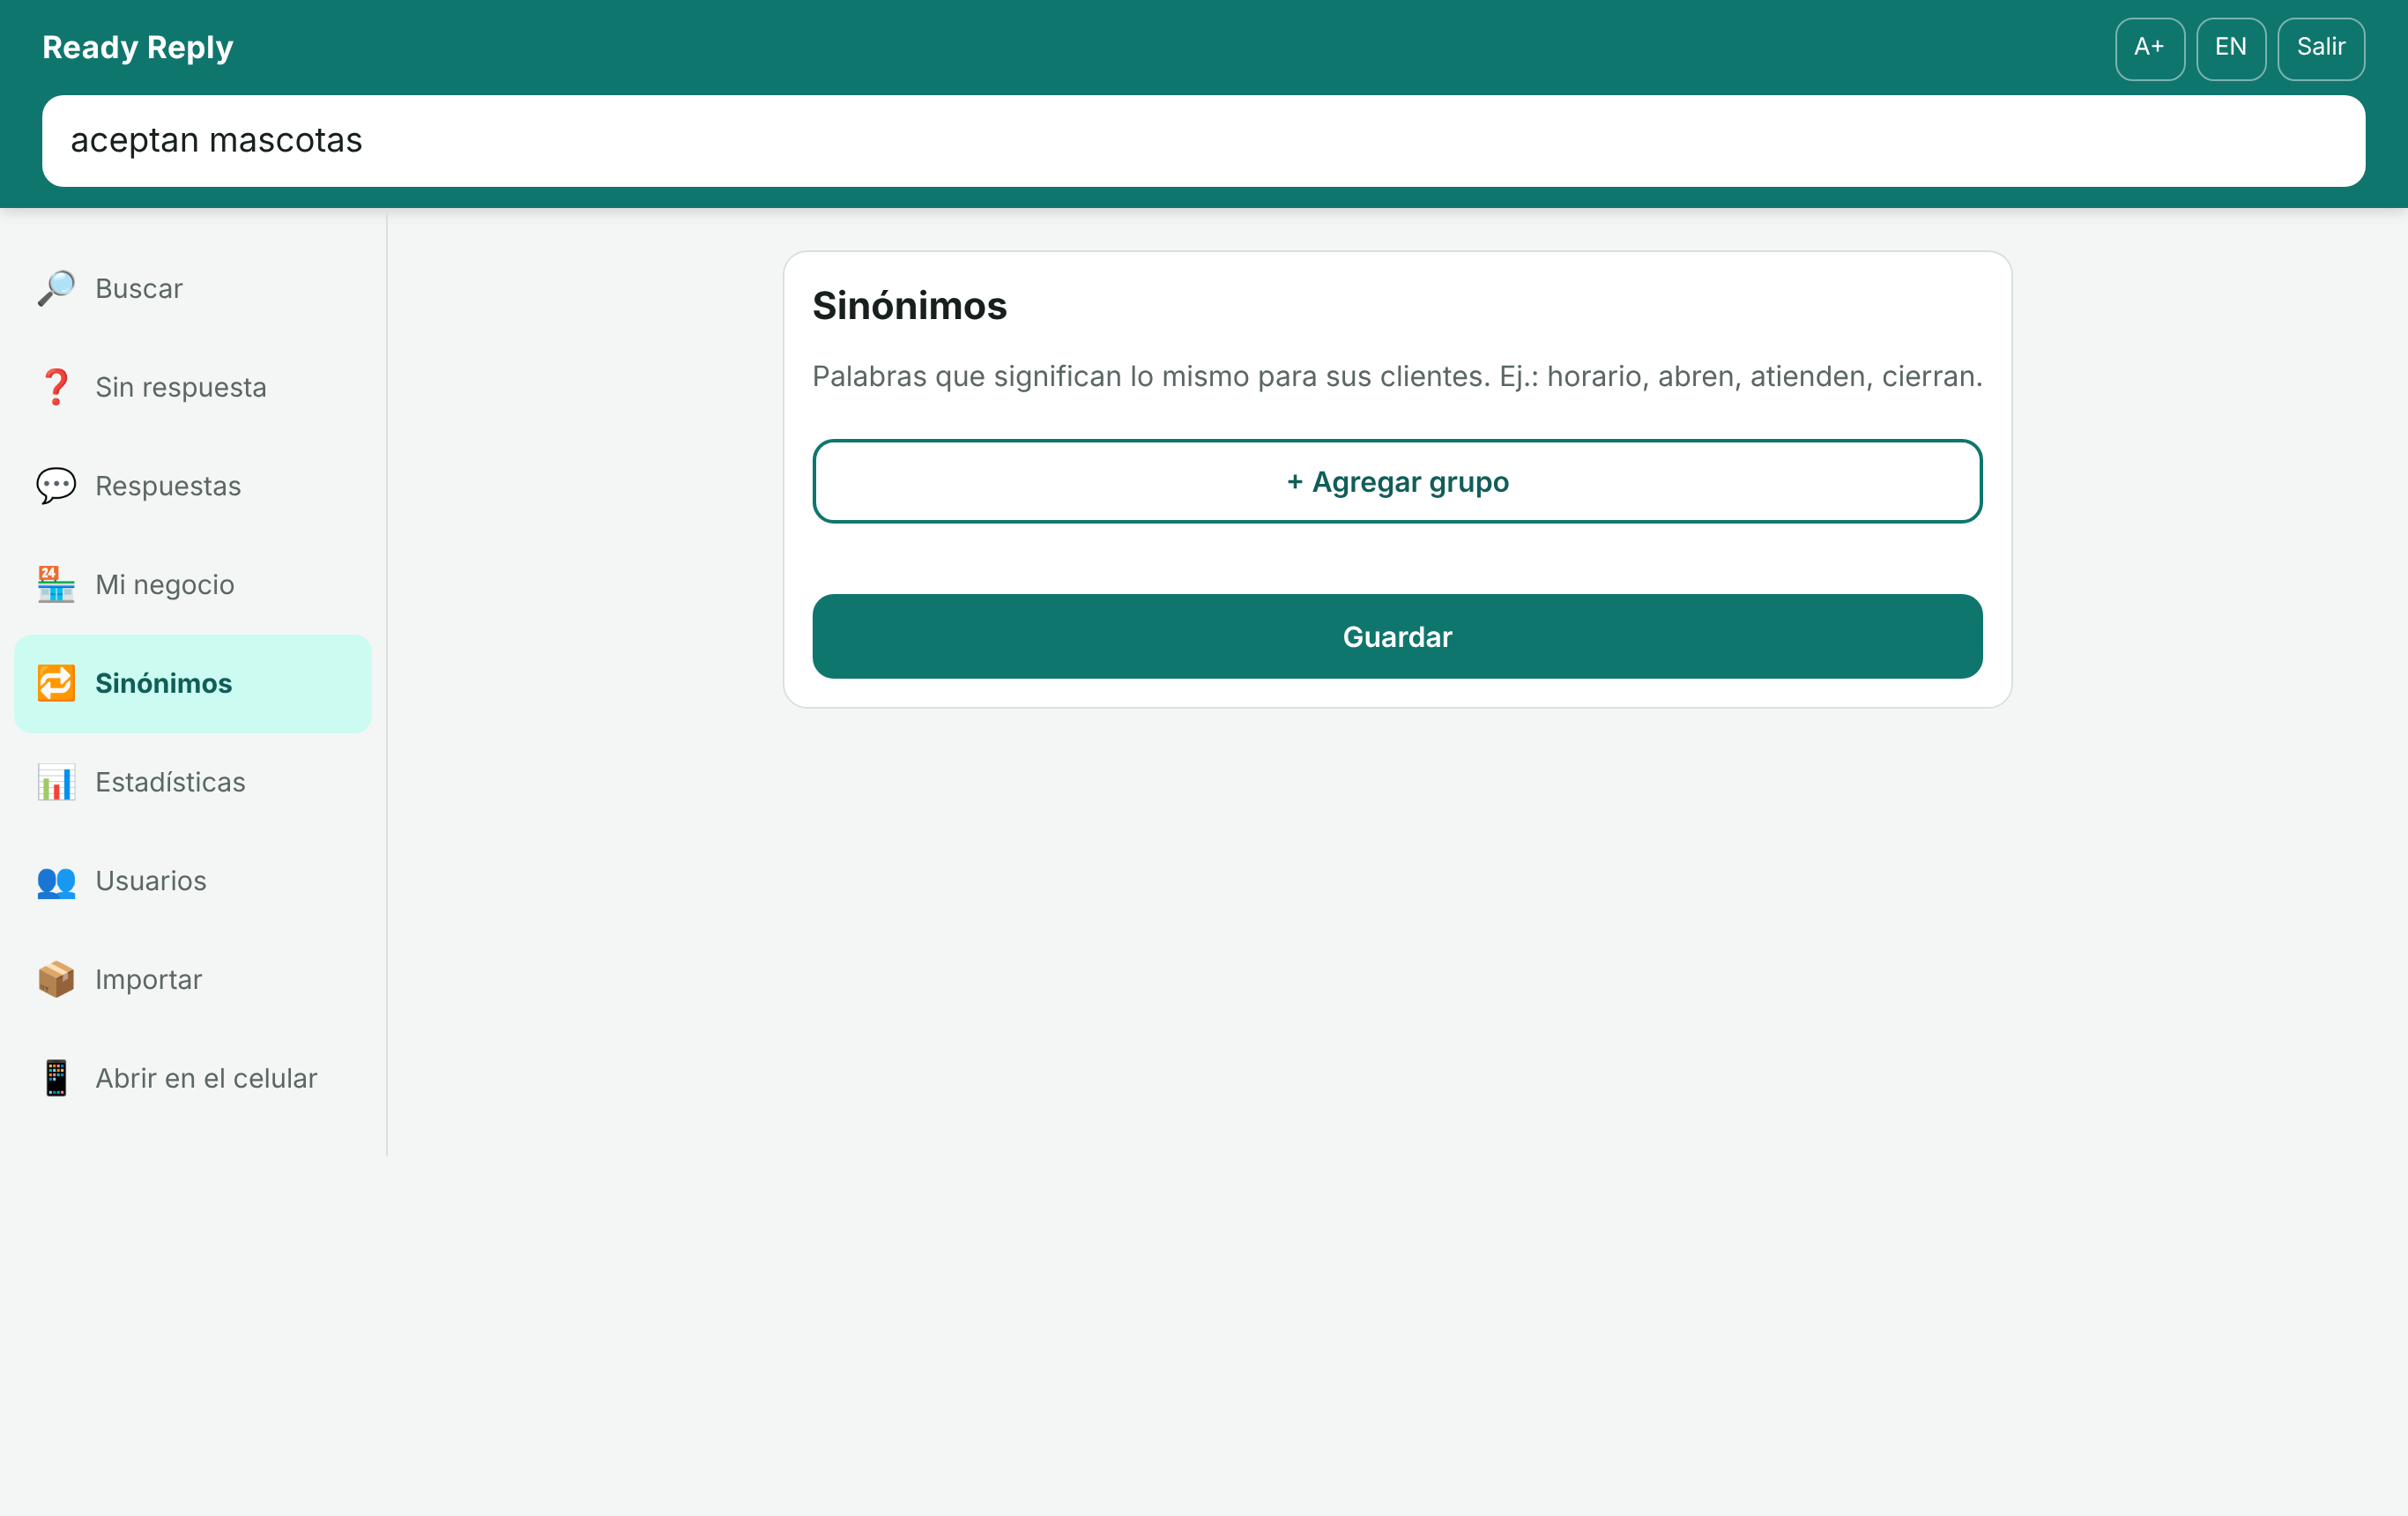 Ready Reply
A+ EN Salir
aceptan mascotas
Buscar
Sin respuesta
Respuestas
Mi negocio
Sinónimos
Estadísticas
Usuarios
Importar
Abrir en el celular
Sinónimos
Palabras que significan lo mismo para sus clientes. Ej.: horario, abren, atienden, cierran.
+ Agregar grupo
Guardar